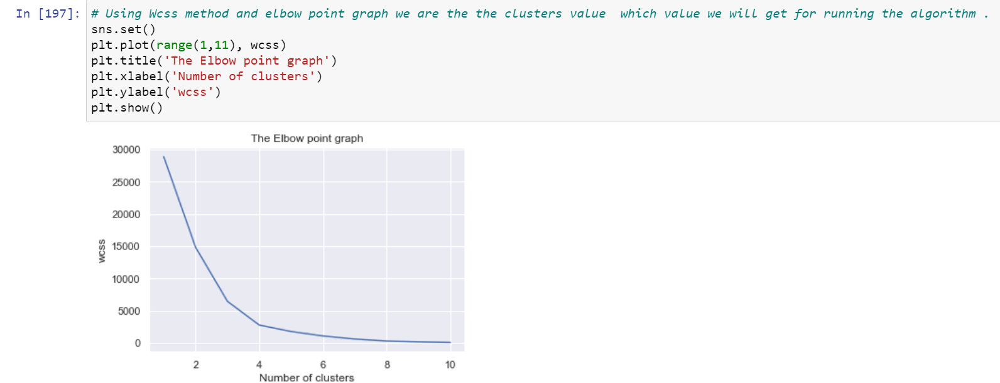 In [197]: # Using Wcss method and elbow point graph we are the the clusters value  which value we will get for running the algorithm .
sns.set()
plt.plot(range(1,11), wcss)
plt.title('The Elbow point graph')
plt.xlabel('Number of clusters')
plt.ylabel('wcss')
plt.show()
The Elbow point graph
30000
25000
20000
15000
10000
5000
0
wcss
2 4 6 8 10
Number of clusters